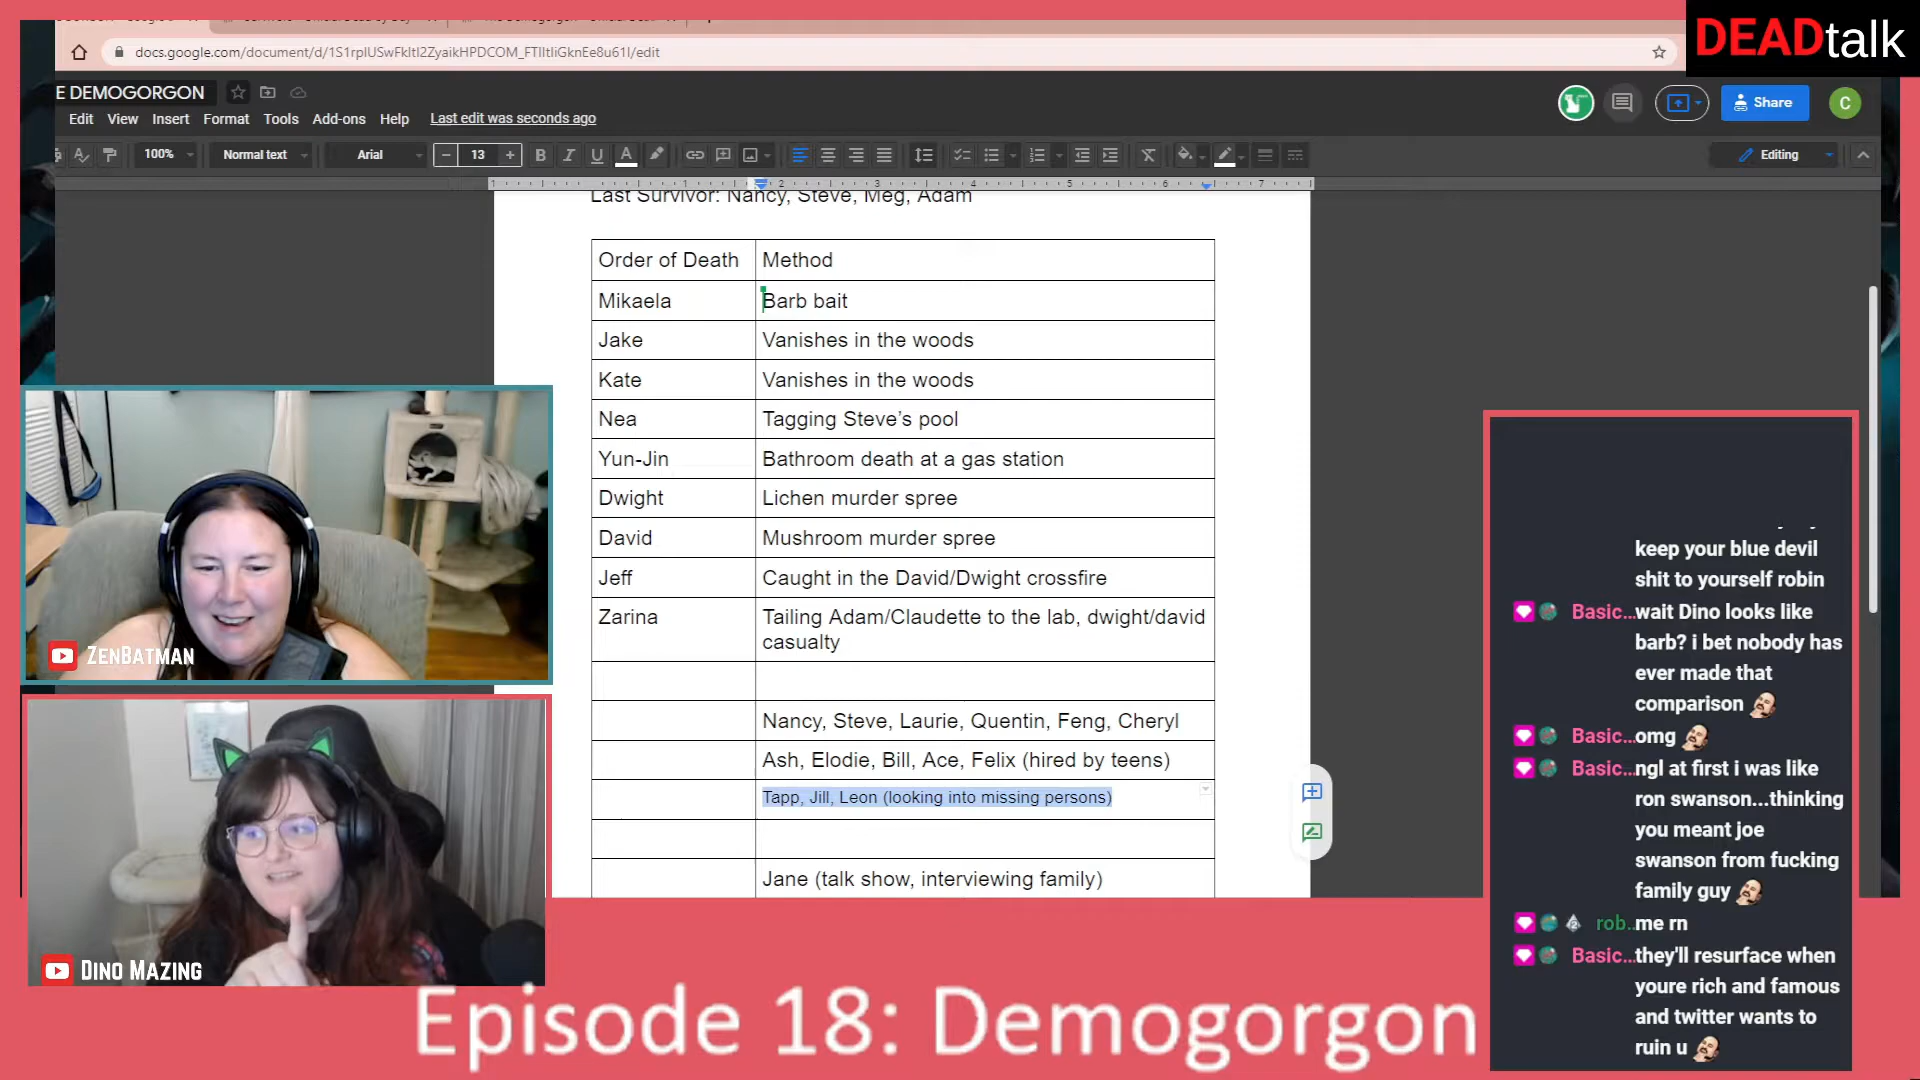 DEADtalk
docs.google.com/document/d/1S1rpIUSwFkItI2ZyaikHPDCOM_FTIItIiGknEe8u61I/edit
E DEMOGORGON
Share
C
Edit View Insert Format Tools Add-ons Help Last edit was seconds ago
100% Normal text Arial 13 Editing
1 1 2 3 4 5 6 7
Last Survivor: Nancy, Steve, Meg, Adam
Order of Death Method
Mikaela Barb bait
Jake Vanishes in the woods
Kate Vanishes in the woods
Nea Tagging Steve's pool
Yun-Jin Bathroom death at a gas station
Dwight Lichen murder spree
David Mushroom murder spree
Jeff Caught in the David/Dwight crossfire
Zarina Tailing Adam/Claudette to the lab, dwight/david
casualty
Nancy, Steve, Laurie, Quentin, Feng, Cheryl
Ash, Elodie, Bill, Ace, Felix (hired by teens)
Tapp, Jill, Leon (looking into missing persons)
Jane (talk show, interviewing family)
ZENBATMAN
DINO MAZING
keep your blue devil
shit to yourself robin
Basic...wait Dino looks like
barb? i bet nobody has
ever made that
comparison
Basic...omg
Basic...ngl at first i was like
ron swanson...thinking
you meant joe
swanson from fucking
family guy
rob..me rn
Basic...they'll resurface when
youre rich and famous
and twitter wants to
ruin u
Episode 18: Demogorgon